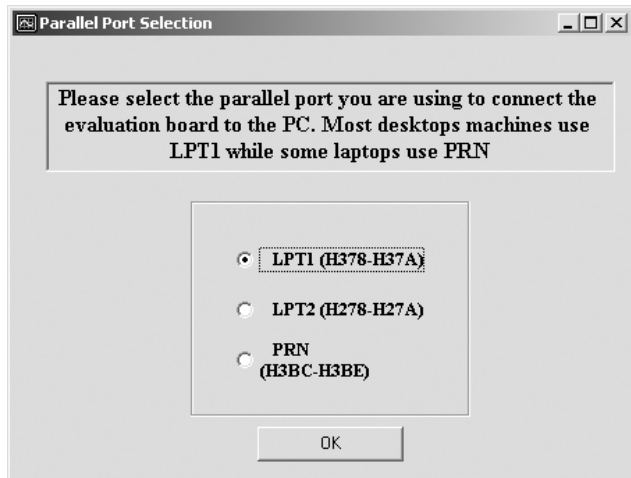 Parallel Port Selection
Please select the parallel port you are using to connect the
evaluation board to the PC. Most desktops machines use
LPT1 while some laptops use PRN
LPT1 (H378-H37A)
LPT2 (H278-H27A)
PRN
(H3BC-H3BE)
OK